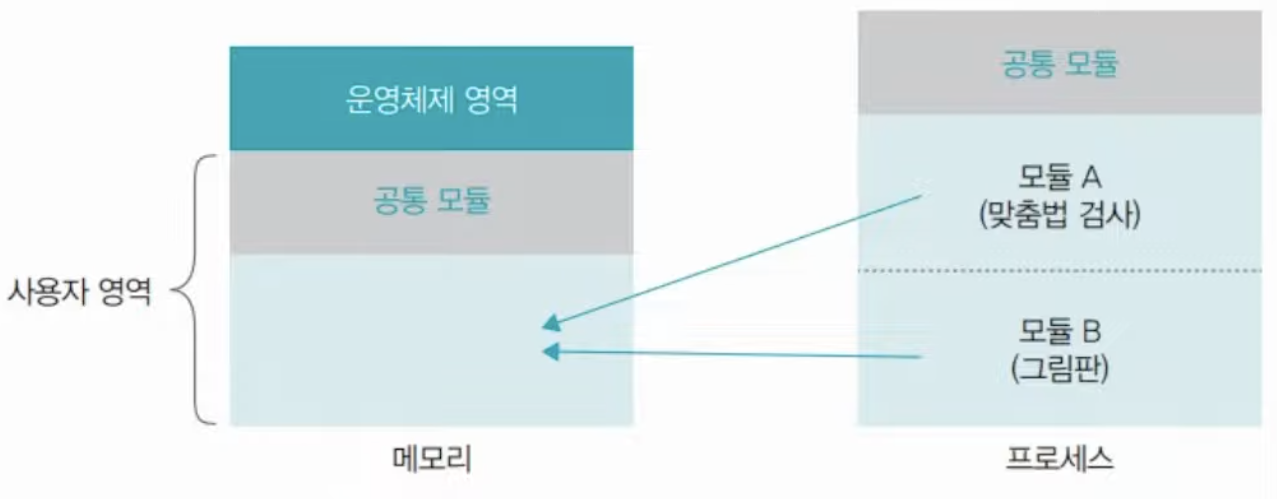 운영체제 영역
공통 모듈
사용자 영역
메모리
공통 모듈
모듈 A
(맞춤법 검사)
모듈 B
(그림판)
프로세스